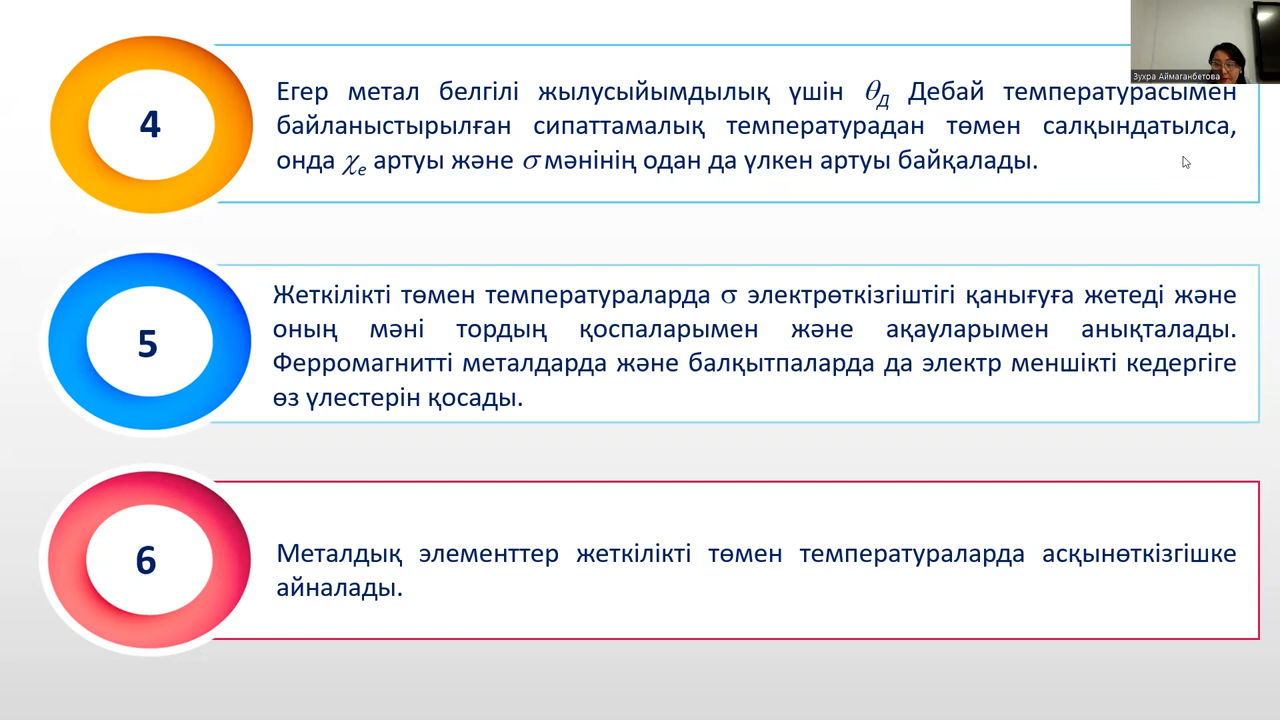 Зухра Аймаганбетова
4
Егер метал белгілі жылусыйымдылық үшін θД Дебай температурасымен
байланыстырылған сипаттамалық температурадан төмен салқындатылса,
онда χe артуы және σ мәнінің одан да үлкен артуы байқалады.
5
Жеткілікті төмен температураларда σ электрөткізгіштігі қанығуға жетеді және
оның мәні тордың қоспаларымен және ақауларымен анықталады.
Ферромагнитті металдарда және балқытпаларда да электр меншікті кедергіге
өз үлестерін қосады.
6
Металдық элементтер жеткілікті төмен температураларда асқынөткізгішке
айналады.